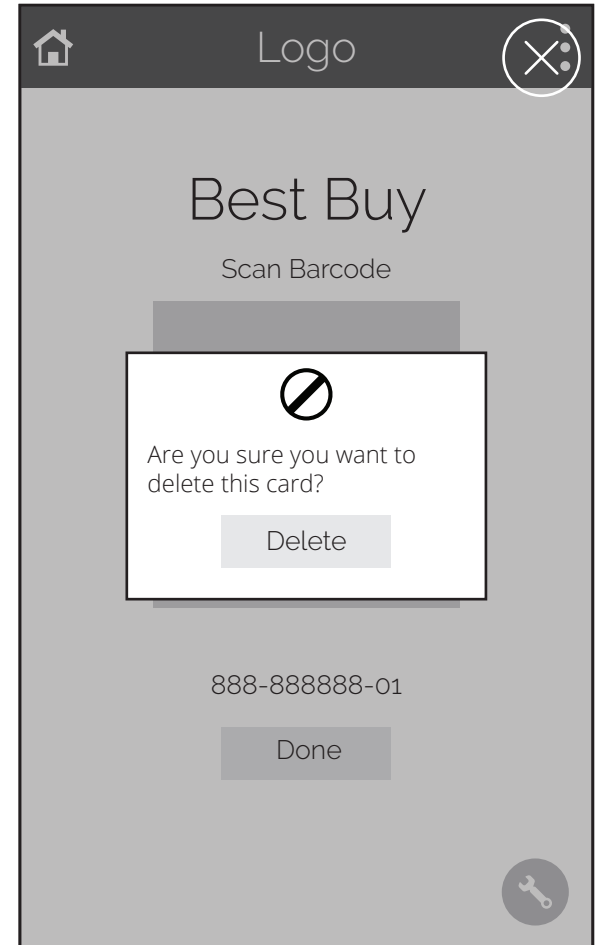 Logo
Best Buy
Scan Barcode
Are you sure you want to
delete this card?
Delete
888-888888-01
Done